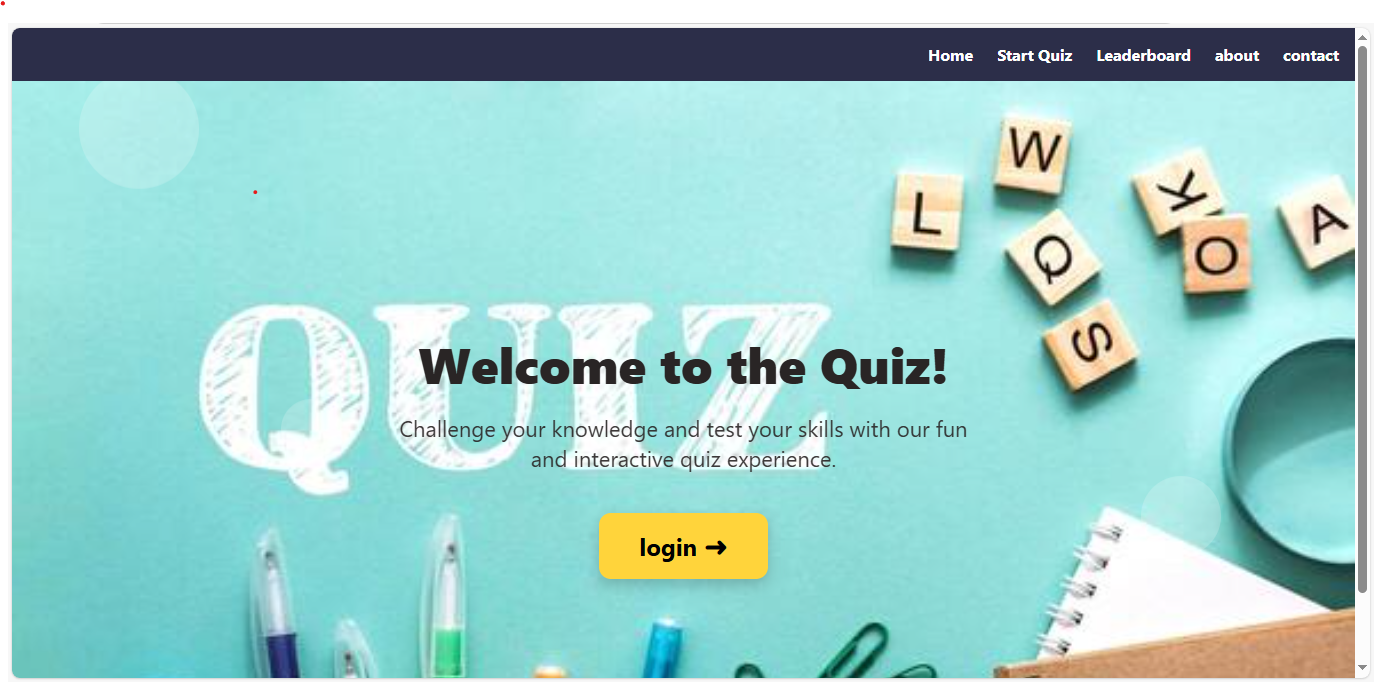 Home Start Quiz Leaderboard about contact
W
L
K
A
Q
O
S
QUIZ
Welcome to the Quiz!
Challenge your knowledge and test your skills with our fun
and interactive quiz experience.
login →